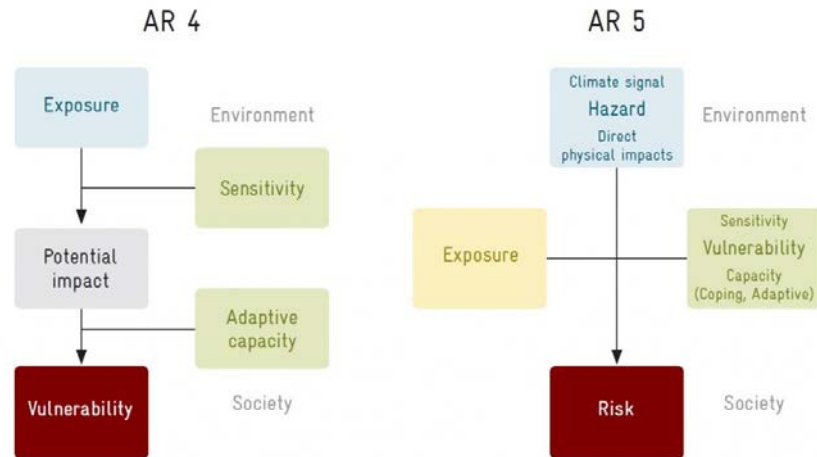 AR 4
Exposure
Environment
Sensitivity
Potential
impact
Adaptive
capacity
Vulnerability
Society
AR 5
Climate signal
Hazard
Direct
physical impacts
Environment
Exposure
Sensitivity
Vulnerability
Capacity
(Coping, Adaptive)
Risk
Society